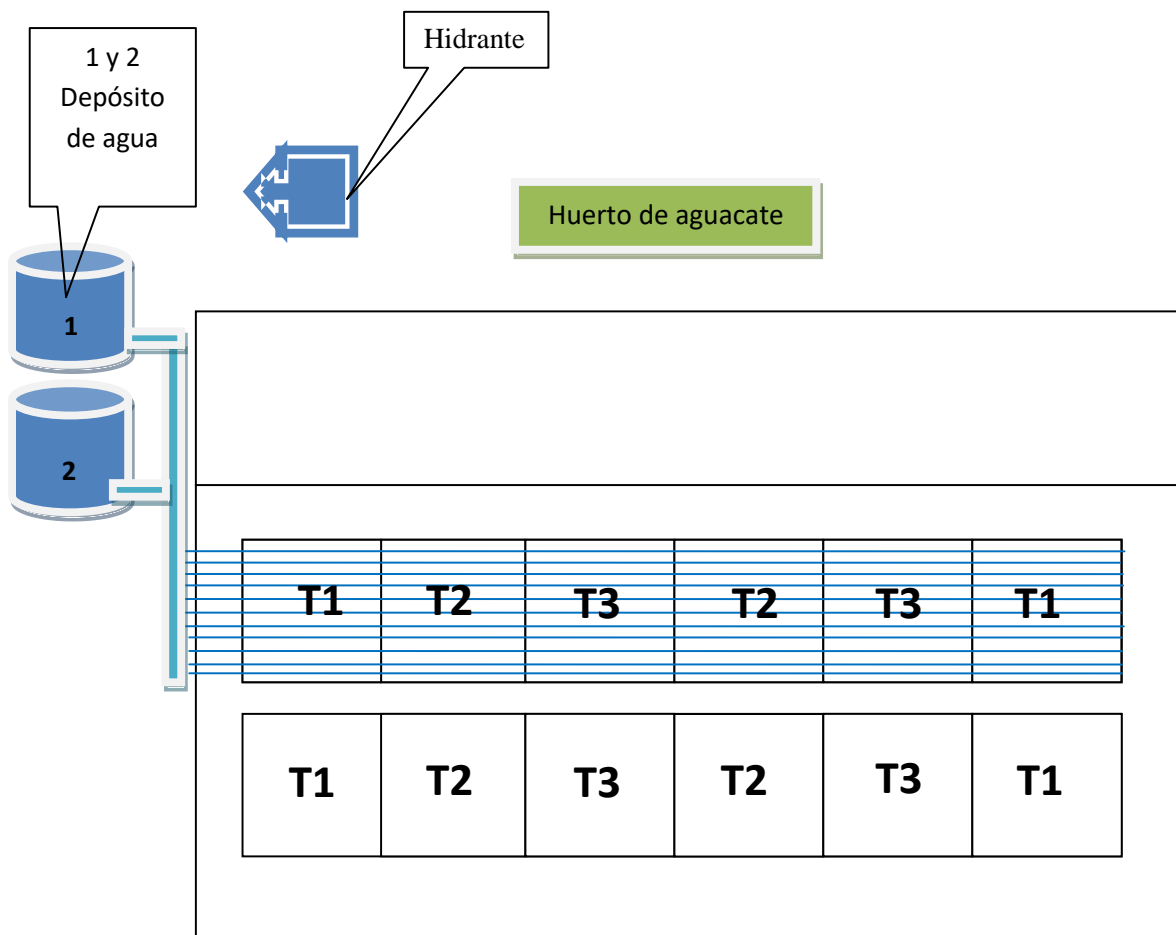 1 y 2
Depósito
de agua
Hidrante
Huerto de aguacate
1
2
T1 T2 T3 T2 T3 T1
T1 T2 T3 T2 T3 T1